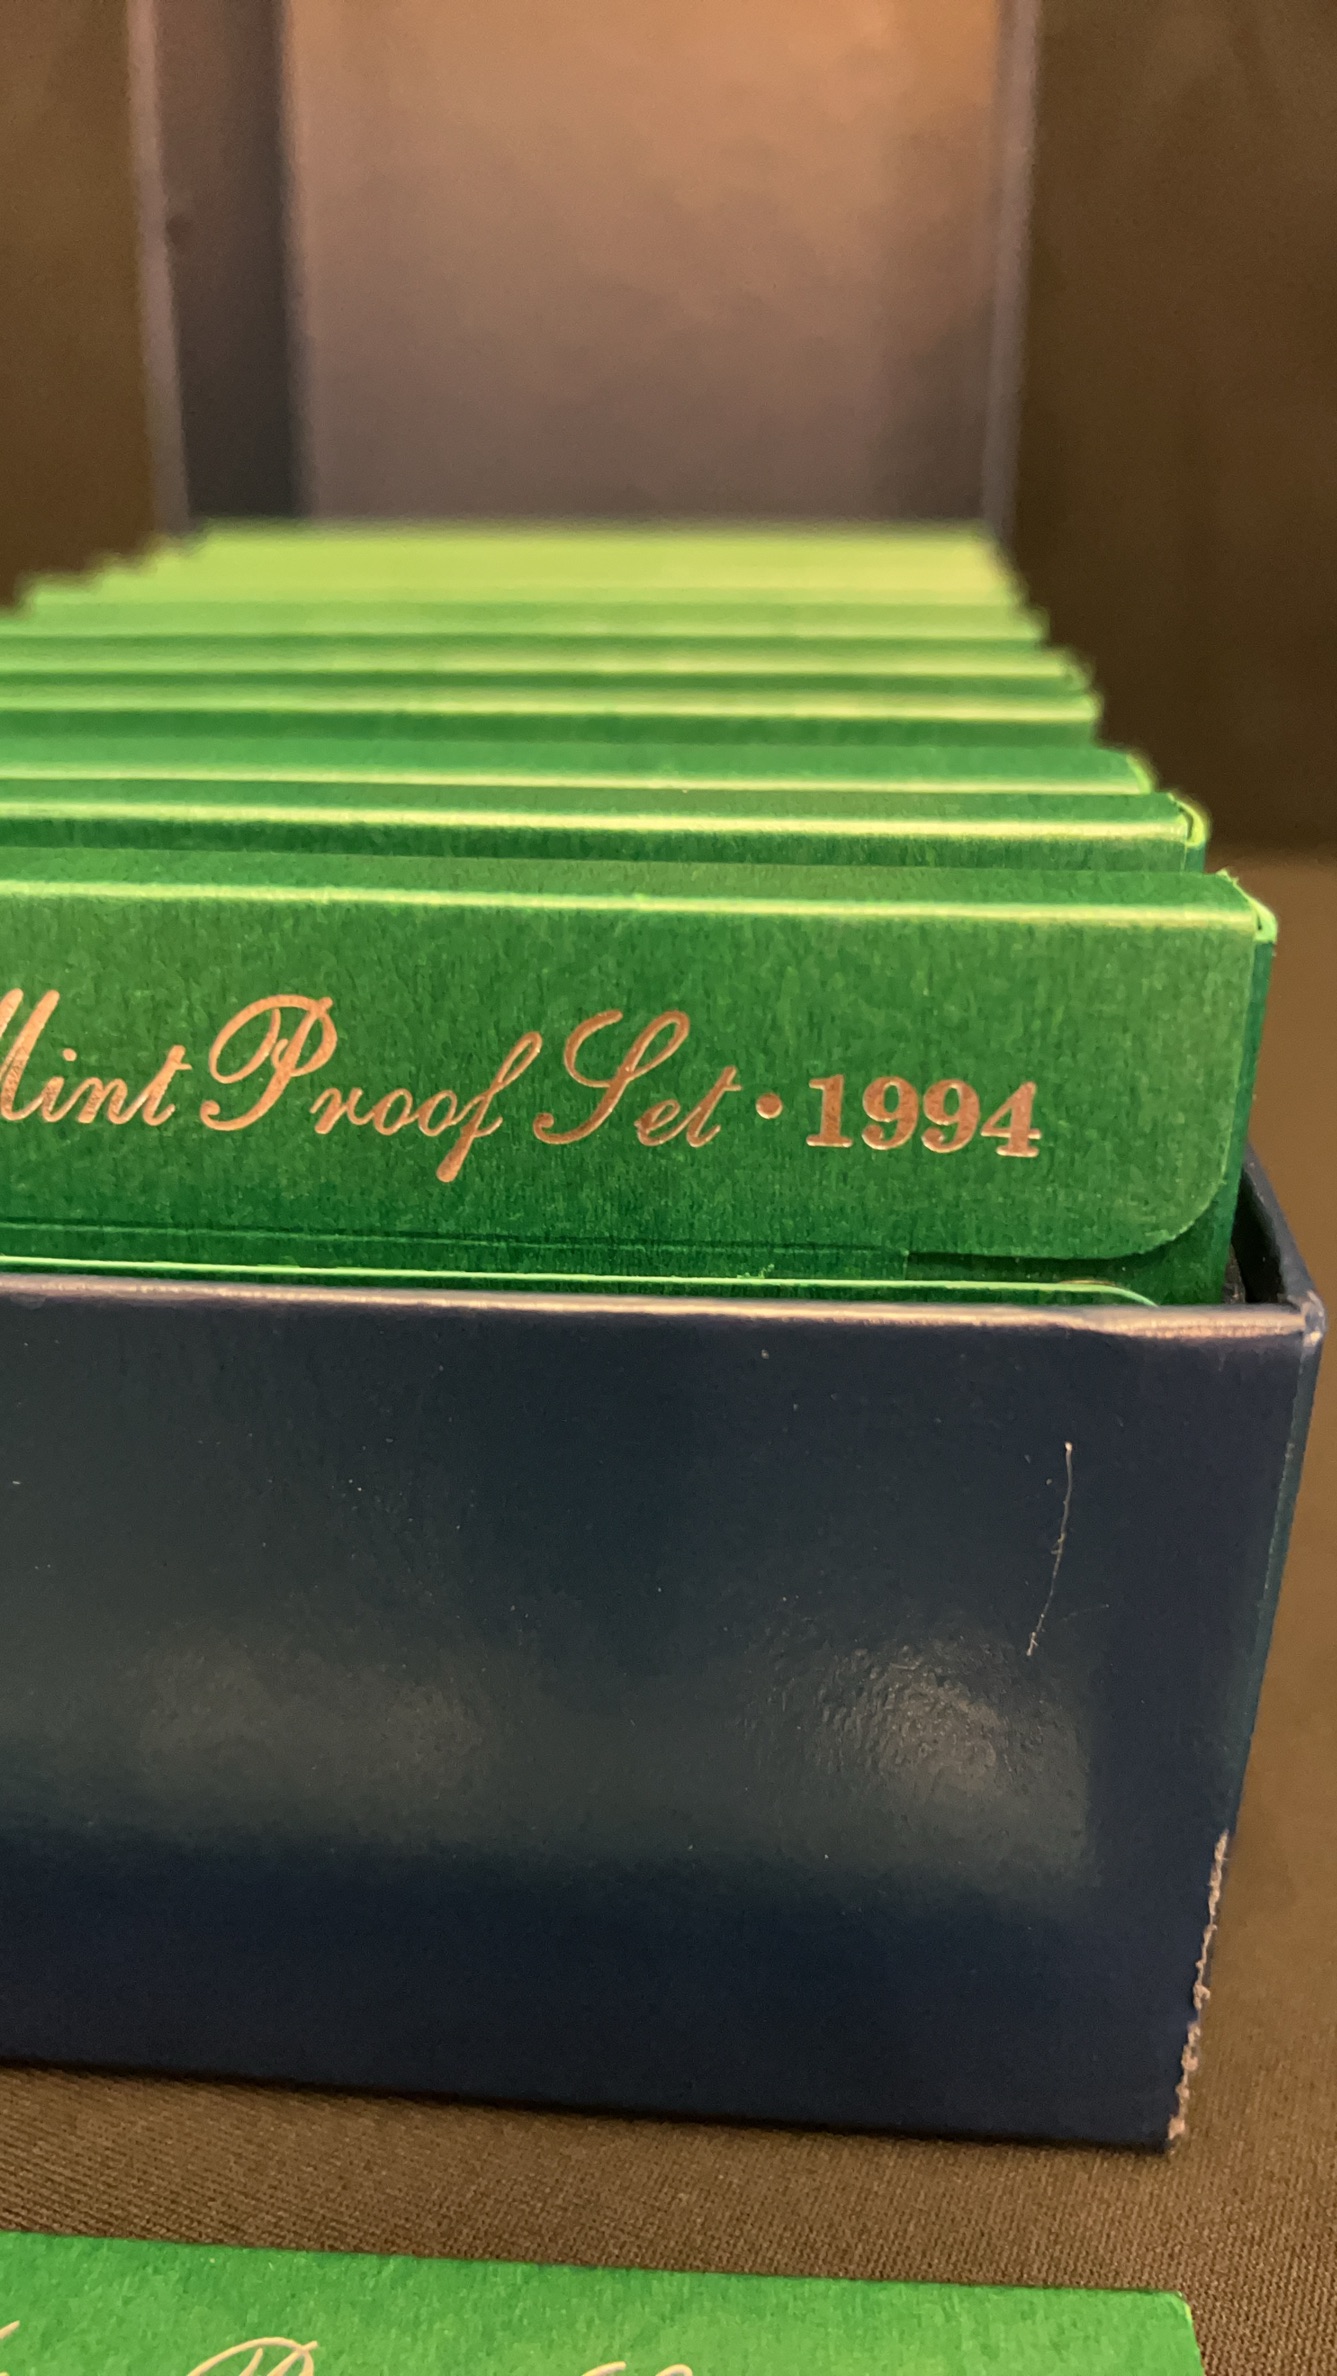 Mint Proof Set • 1994